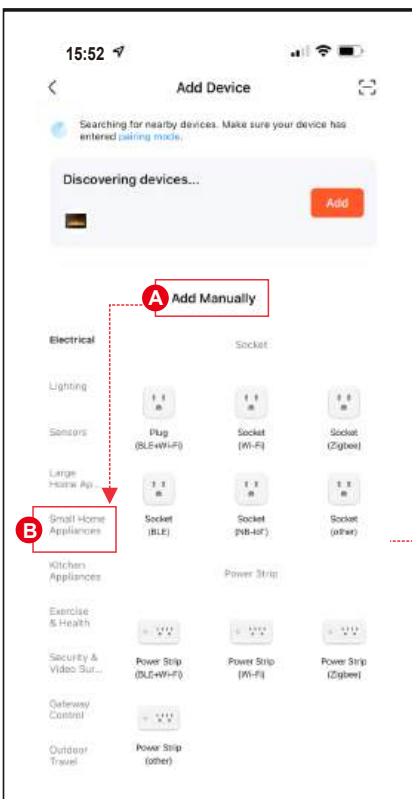 15:52
Add Device
Searching for nearby devices. Make sure your device has
entered pairing mode.
Discovering devices...
Add
A
Add Manually
Electrical
Socket
Lighting
Sensors
Plug
(BLE+Wi-Fi)
Socket
(Wi-Fi)
Socket
(Zigbee)
Large
Home Ap...
B
Small Home
Appliances
Socket
(BLE)
Socket
(NB-IoT)
Socket
(other)
Kitchen
Appliances
Power Strip
Exercise
& Health
Security &
Video Sur...
Power Strip
(BLE+Wi-Fi)
Power Strip
(Wi-Fi)
Power Strip
(Zigbee)
Gateway
Control
Outdoor
Travel
Power Strip
(other)